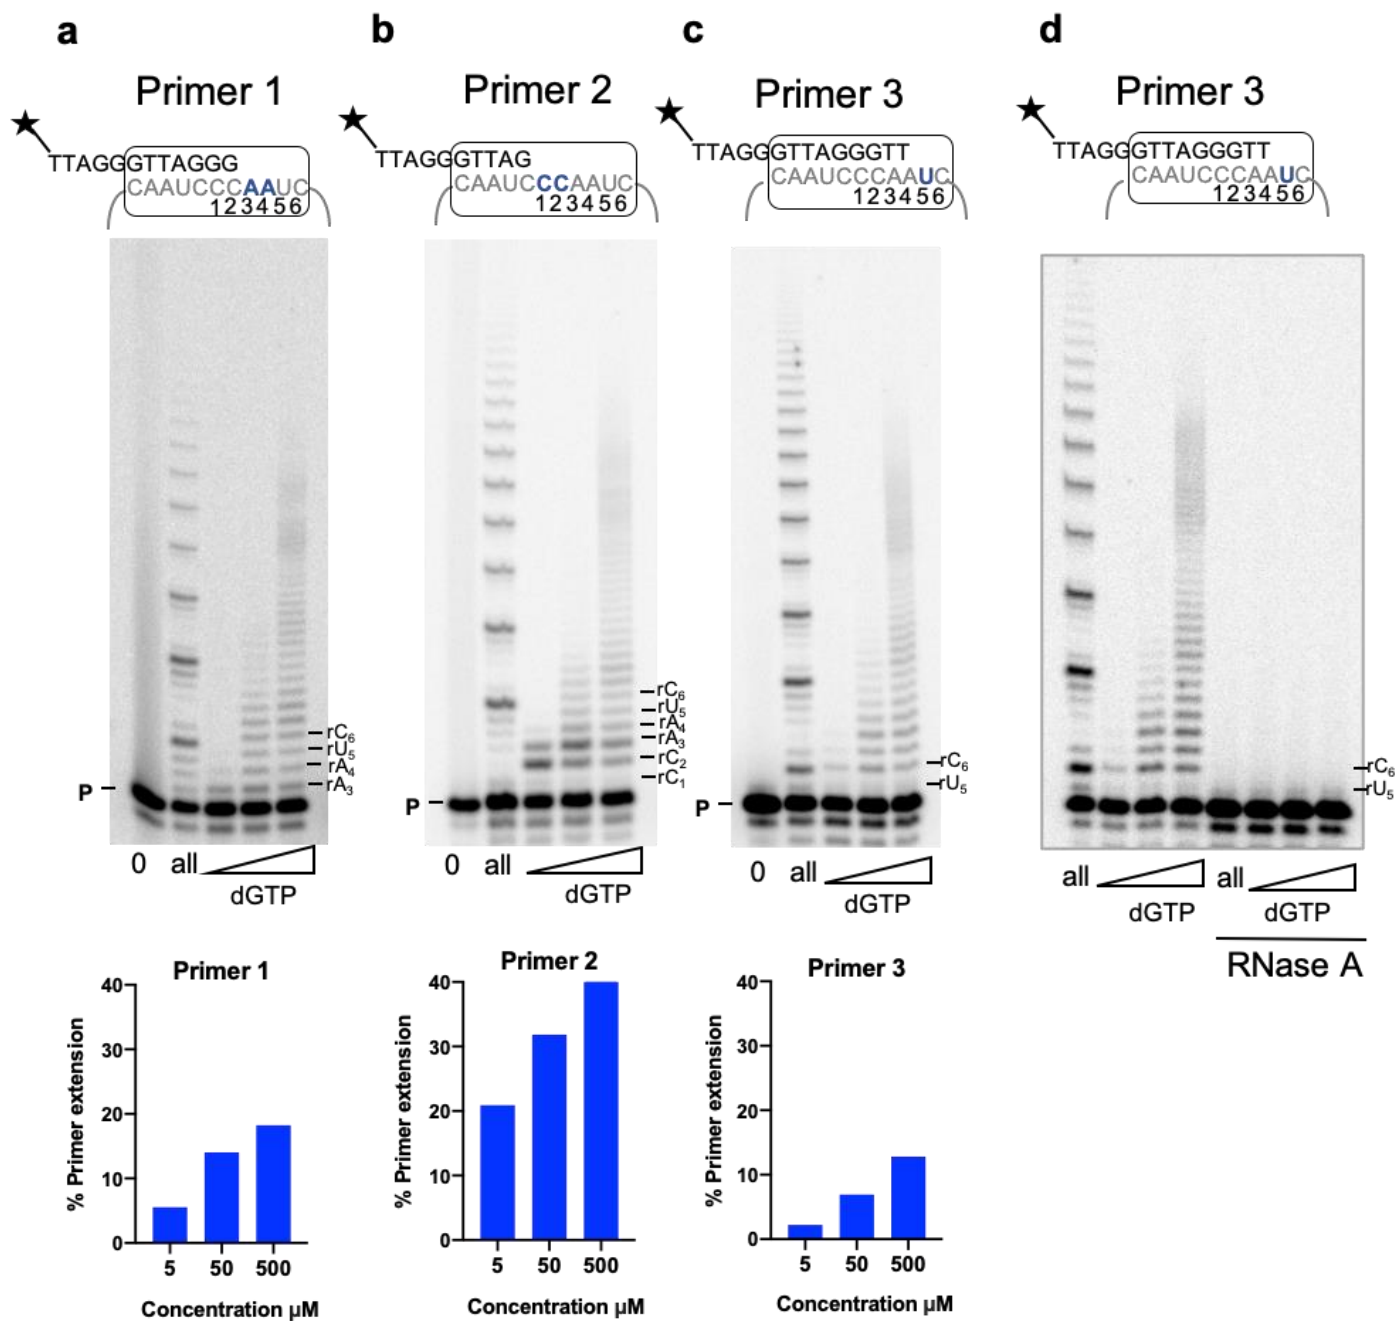 a
Primer 1
TTAGGGTTAGGG
CAAUCCCAAUC
123456
rC6
rU5
rA4
rA3
P
0 all
dGTP
b
Primer 2
TTAGGGTTAG
CAAUCCCAAUC
123456
rC6
rU5
rA4
rA3
rC2
rC1
P
0 all
dGTP
c
Primer 3
TTAGGGTTAGGGTT
CAAUCCCAAUC
123456
rC6
rU5
P
0 all
dGTP
d
Primer 3
TTAGGGTTAGGGTT
CAAUCCCAAUC
123456
rC6
rU5
all all
dGTP dGTP
RNase A
Primer 1
% Primer extension
40
30
20
10
0
5 50 500
Concentration µM
Primer 2
% Primer extension
40
30
20
10
0
5 50 500
Concentration µM
Primer 3
% Primer extension
40
30
20
10
0
5 50 500
Concentration µM